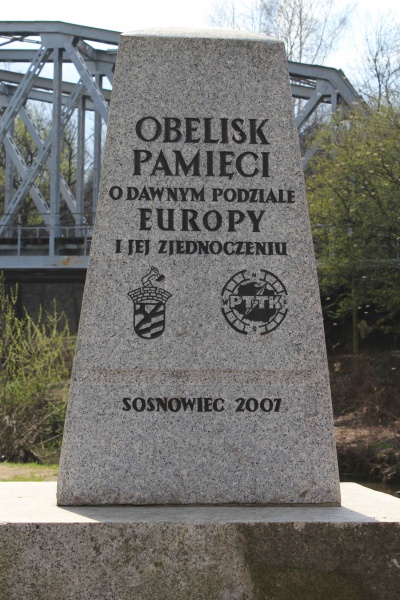 OBELISK
PAMIĘCI
O DAWNYM PODZIALE
EUROPY
I JEJ ZJEDNOCZENIU
PTTK
SOSNOWIEC 2007